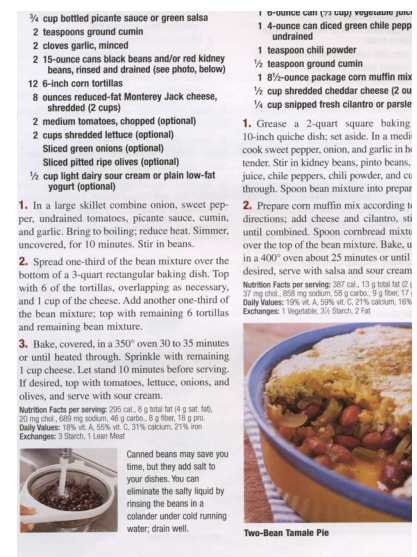 ¾ cup bottled picante sauce or green salsa
2 teaspoons ground cumin
2 cloves garlic, minced
2 15-ounce cans black beans and/or red kidney
beans, rinsed and drained (see photo, below)
12 6-inch corn tortillas
8 ounces reduced-fat Monterey Jack cheese,
shredded (2 cups)
2 medium tomatoes, chopped (optional)
2 cups shredded lettuce (optional)
Sliced green onions (optional)
Sliced pitted ripe olives (optional)
½ cup light dairy sour cream or plain low-fat
yogurt (optional)
1. In a large skillet combine onion, sweet pep-
per, undrained tomatoes, picante sauce, cumin,
and garlic. Bring to boiling; reduce heat. Simmer,
uncovered, for 10 minutes. Stir in beans.
2. Spread one-third of the bean mixture over the
bottom of a 3-quart rectangular baking dish. Top
with 6 of the tortillas, overlapping as necessary,
and 1 cup of the cheese. Add another one-third of
the bean mixture; top with remaining 6 tortillas
and remaining bean mixture.
3. Bake, covered, in a 350° oven 30 to 35 minutes
or until heated through. Sprinkle with remaining
1 cup cheese. Let stand 10 minutes before serving.
If desired, top with tomatoes, lettuce, onions, and
olives, and serve with sour cream.
Nutrition Facts per serving: 295 cal., 8 g total fat (4 g sat. fat),
20 mg chol., 689 mg sodium, 46 g carbo., 8 g fiber, 18 g pro.
Daily Values: 18% vit. A, 55% vit. C, 31% calcium, 21% iron
Exchanges: 3 Starch, 1 Lean Meat
Canned beans may save you
time, but they add salt to
your dishes. You can
eliminate the salty liquid by
rinsing the beans in a
colander under cold running
water; drain well.
1 6-ounce can (⅔ cup) vegetable juice
1 4-ounce can diced green chile pepp
undrained
1 teaspoon chili powder
½ teaspoon ground cumin
1 8½-ounce package corn muffin mix
½ cup shredded cheddar cheese (2 ou
¼ cup snipped fresh cilantro or parsle
1. Grease a 2-quart square baking
10-inch quiche dish; set aside. In a medi
cook sweet pepper, onion, and garlic in ho
tender. Stir in kidney beans, pinto beans,
juice, chile peppers, chili powder, and cu
through. Spoon bean mixture into prepar
2. Prepare corn muffin mix according to
directions; add cheese and cilantro, sti
until combined. Spoon cornbread mixtu
over the top of the bean mixture. Bake, u
in a 400° oven about 25 minutes or until
desired, serve with salsa and sour cream
Nutrition Facts per serving: 387 cal., 13 g total fat (2 g
37 mg chol., 858 mg sodium, 58 g carbo., 9 g fiber, 17 g
Daily Values: 19% vit. A, 59% vit. C, 21% calcium, 16%
Exchanges: 1 Vegetable, 3½ Starch, 2 Fat
Two-Bean Tamale Pie